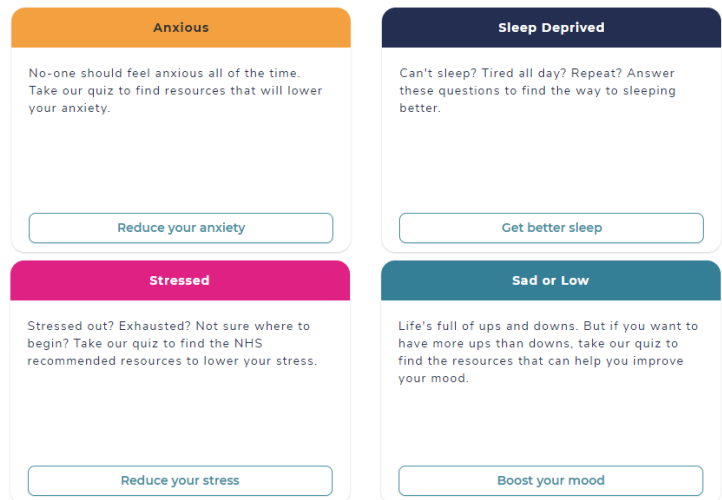 Anxious
No-one should feel anxious all of the time.
Take our quiz to find resources that will lower
your anxiety.
Reduce your anxiety
Sleep Deprived
Can't sleep? Tired all day? Repeat? Answer
these questions to find the way to sleeping
better.
Get better sleep
Stressed
Stressed out? Exhausted? Not sure where to
begin? Take our quiz to find the NHS
recommended resources to lower your stress.
Reduce your stress
Sad or Low
Life's full of ups and downs. But if you want to
have more ups than downs, take our quiz to
find the resources that can help you improve
your mood.
Boost your mood